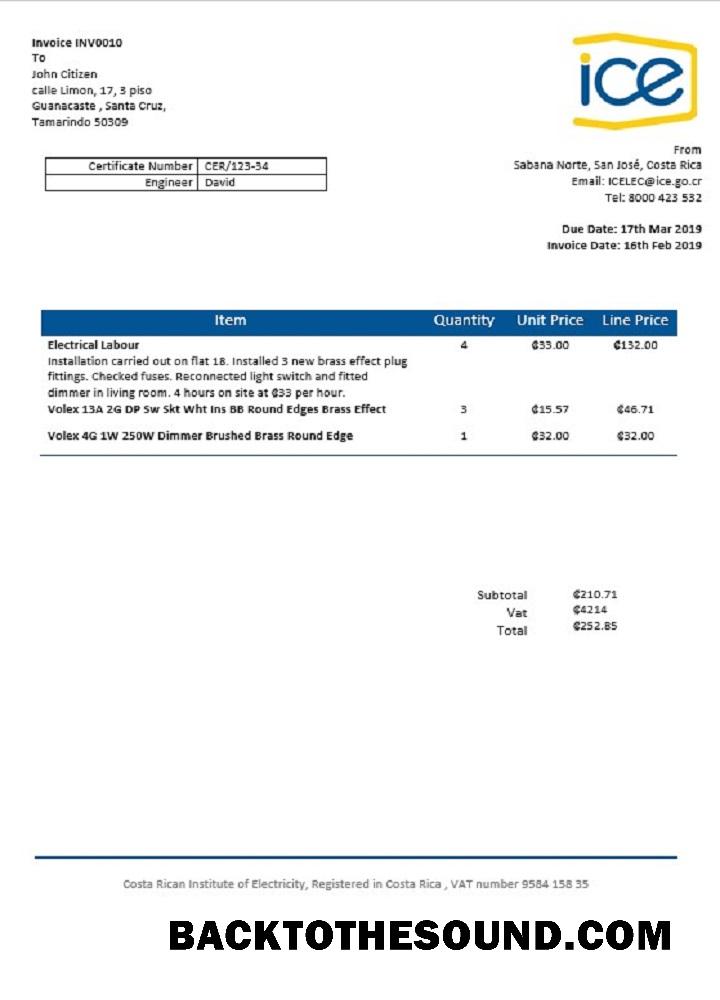 Invoice INV0010
To
John Citizen
calle Limon, 17, 3 piso
Guanacaste , Santa Cruz,
Tamarindo 50309
ice
From
Sabana Norte, San José, Costa Rica
Email: ICELEC@ice.go.cr
Tel: 8000 423 532
Certificate Number CER/123-34
Engineer David
Due Date: 17th Mar 2019
Invoice Date: 16th Feb 2019
Item Quantity Unit Price Line Price
Electrical Labour 4 ₡33.00 ₡132.00
Installation carried out on flat 18. Installed 3 new brass effect plug
fittings. Checked fuses. Reconnected light switch and fitted
dimmer in living room. 4 hours on site at ₡33 per hour.
Volex 13A 2G DP Sw Skt Wht Ins BB Round Edges Brass Effect 3 ₡15.57 ₡46.71
Volex 4G 1W 250W Dimmer Brushed Brass Round Edge 1 ₡32.00 ₡32.00
Subtotal ₡210.71
Vat ₡4214
Total ₡252.85
Costa Rican Institute of Electricity, Registered in Costa Rica , VAT number 9584 158 35
BACKTOTHESOUND.COM